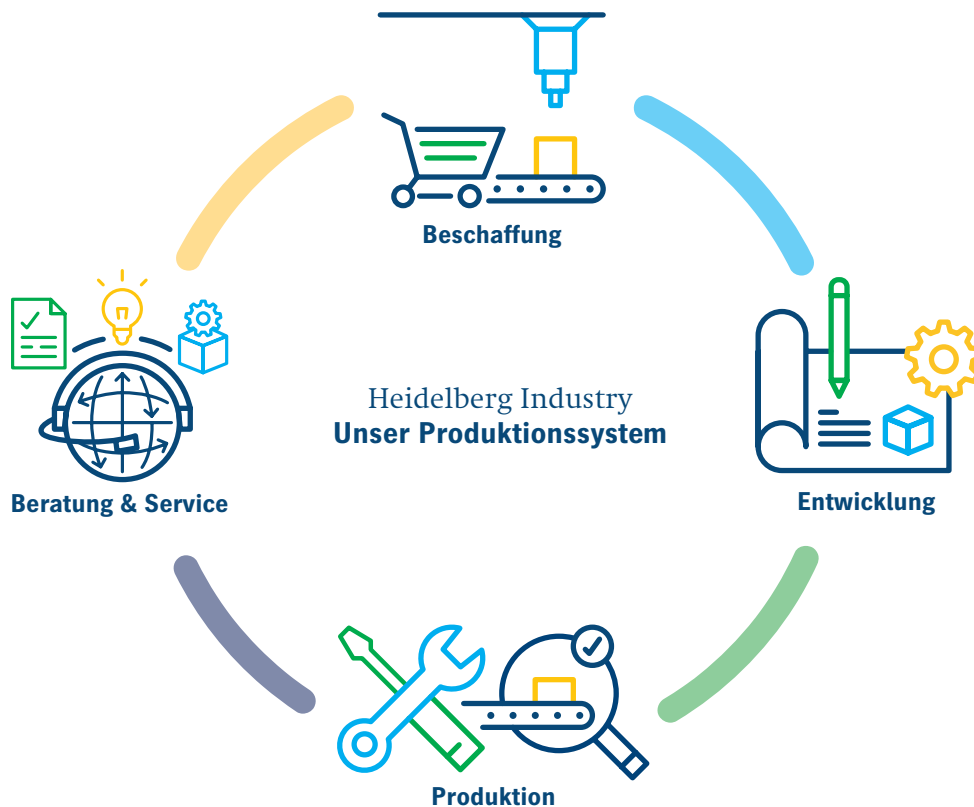 Beschaffung
Heidelberg Industry
Unser Produktionssystem
Beratung & Service
Entwicklung
Produktion